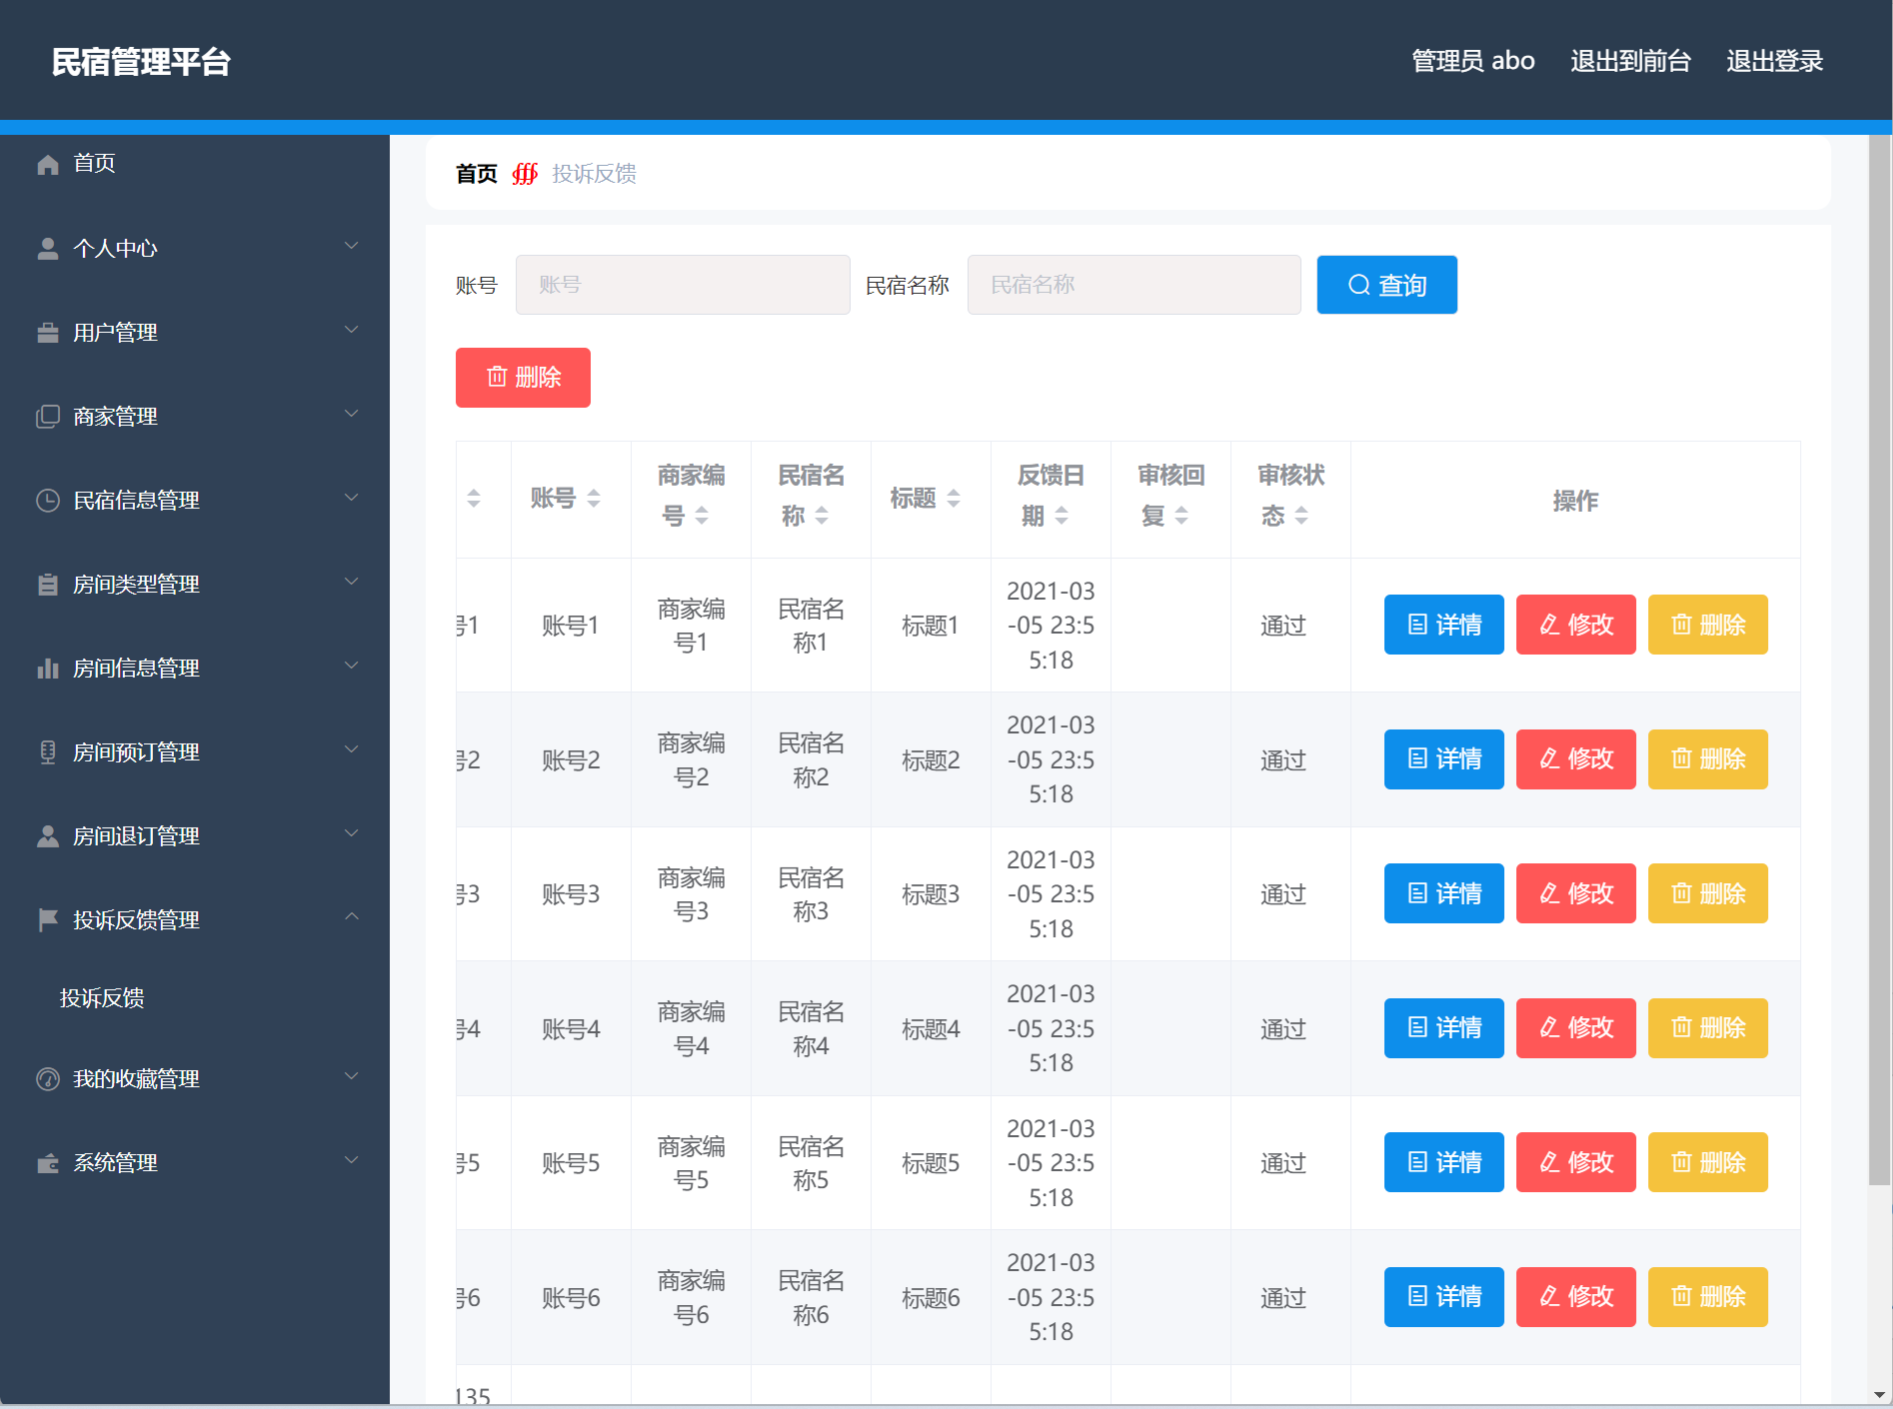 民宿管理平台
管理员 abo 退出到前台 退出登录
首页
个人中心
用户管理
商家管理
民宿信息管理
房间类型管理
房间信息管理
房间预订管理
房间退订管理
投诉反馈管理
投诉反馈
我的收藏管理
系统管理
首页 投诉反馈
账号 账号 民宿名称 民宿名称 查询
删除
账号 商家编 民宿名 标题 反馈日 审核回 审核状 操作
号 称 期 复 态
号1 账号1 商家编 民宿名 标题1 2021-03 通过 详情 修改 删除
号1 称1 -05 23:5
5:18
号2 账号2 商家编 民宿名 标题2 2021-03 通过 详情 修改 删除
号2 称2 -05 23:5
5:18
号3 账号3 商家编 民宿名 标题3 2021-03 通过 详情 修改 删除
号3 称3 -05 23:5
5:18
号4 账号4 商家编 民宿名 标题4 2021-03 通过 详情 修改 删除
号4 称4 -05 23:5
5:18
号5 账号5 商家编 民宿名 标题5 2021-03 通过 详情 修改 删除
号5 称5 -05 23:5
5:18
号6 账号6 商家编 民宿名 标题6 2021-03 通过 详情 修改 删除
号6 称6 -05 23:5
5:18
135